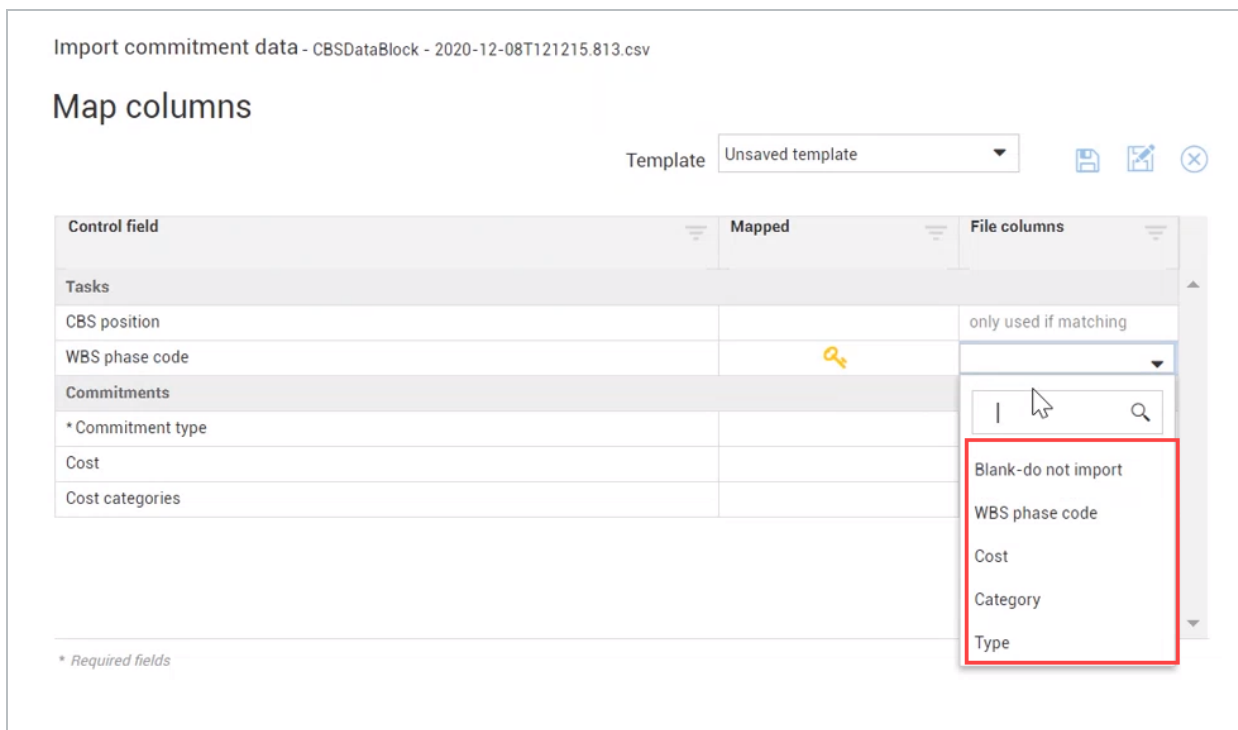 Import commitment data - CBSDataBlock - 2020-12-08T121215.813.csv
Map columns
Template Unsaved template
Control field Mapped File columns
Tasks
CBS position only used if matching
WBS phase code
Commitments
* Commitment type
Cost
Cost categories
Blank-do not import
WBS phase code
Cost
Category
Type
* Required fields